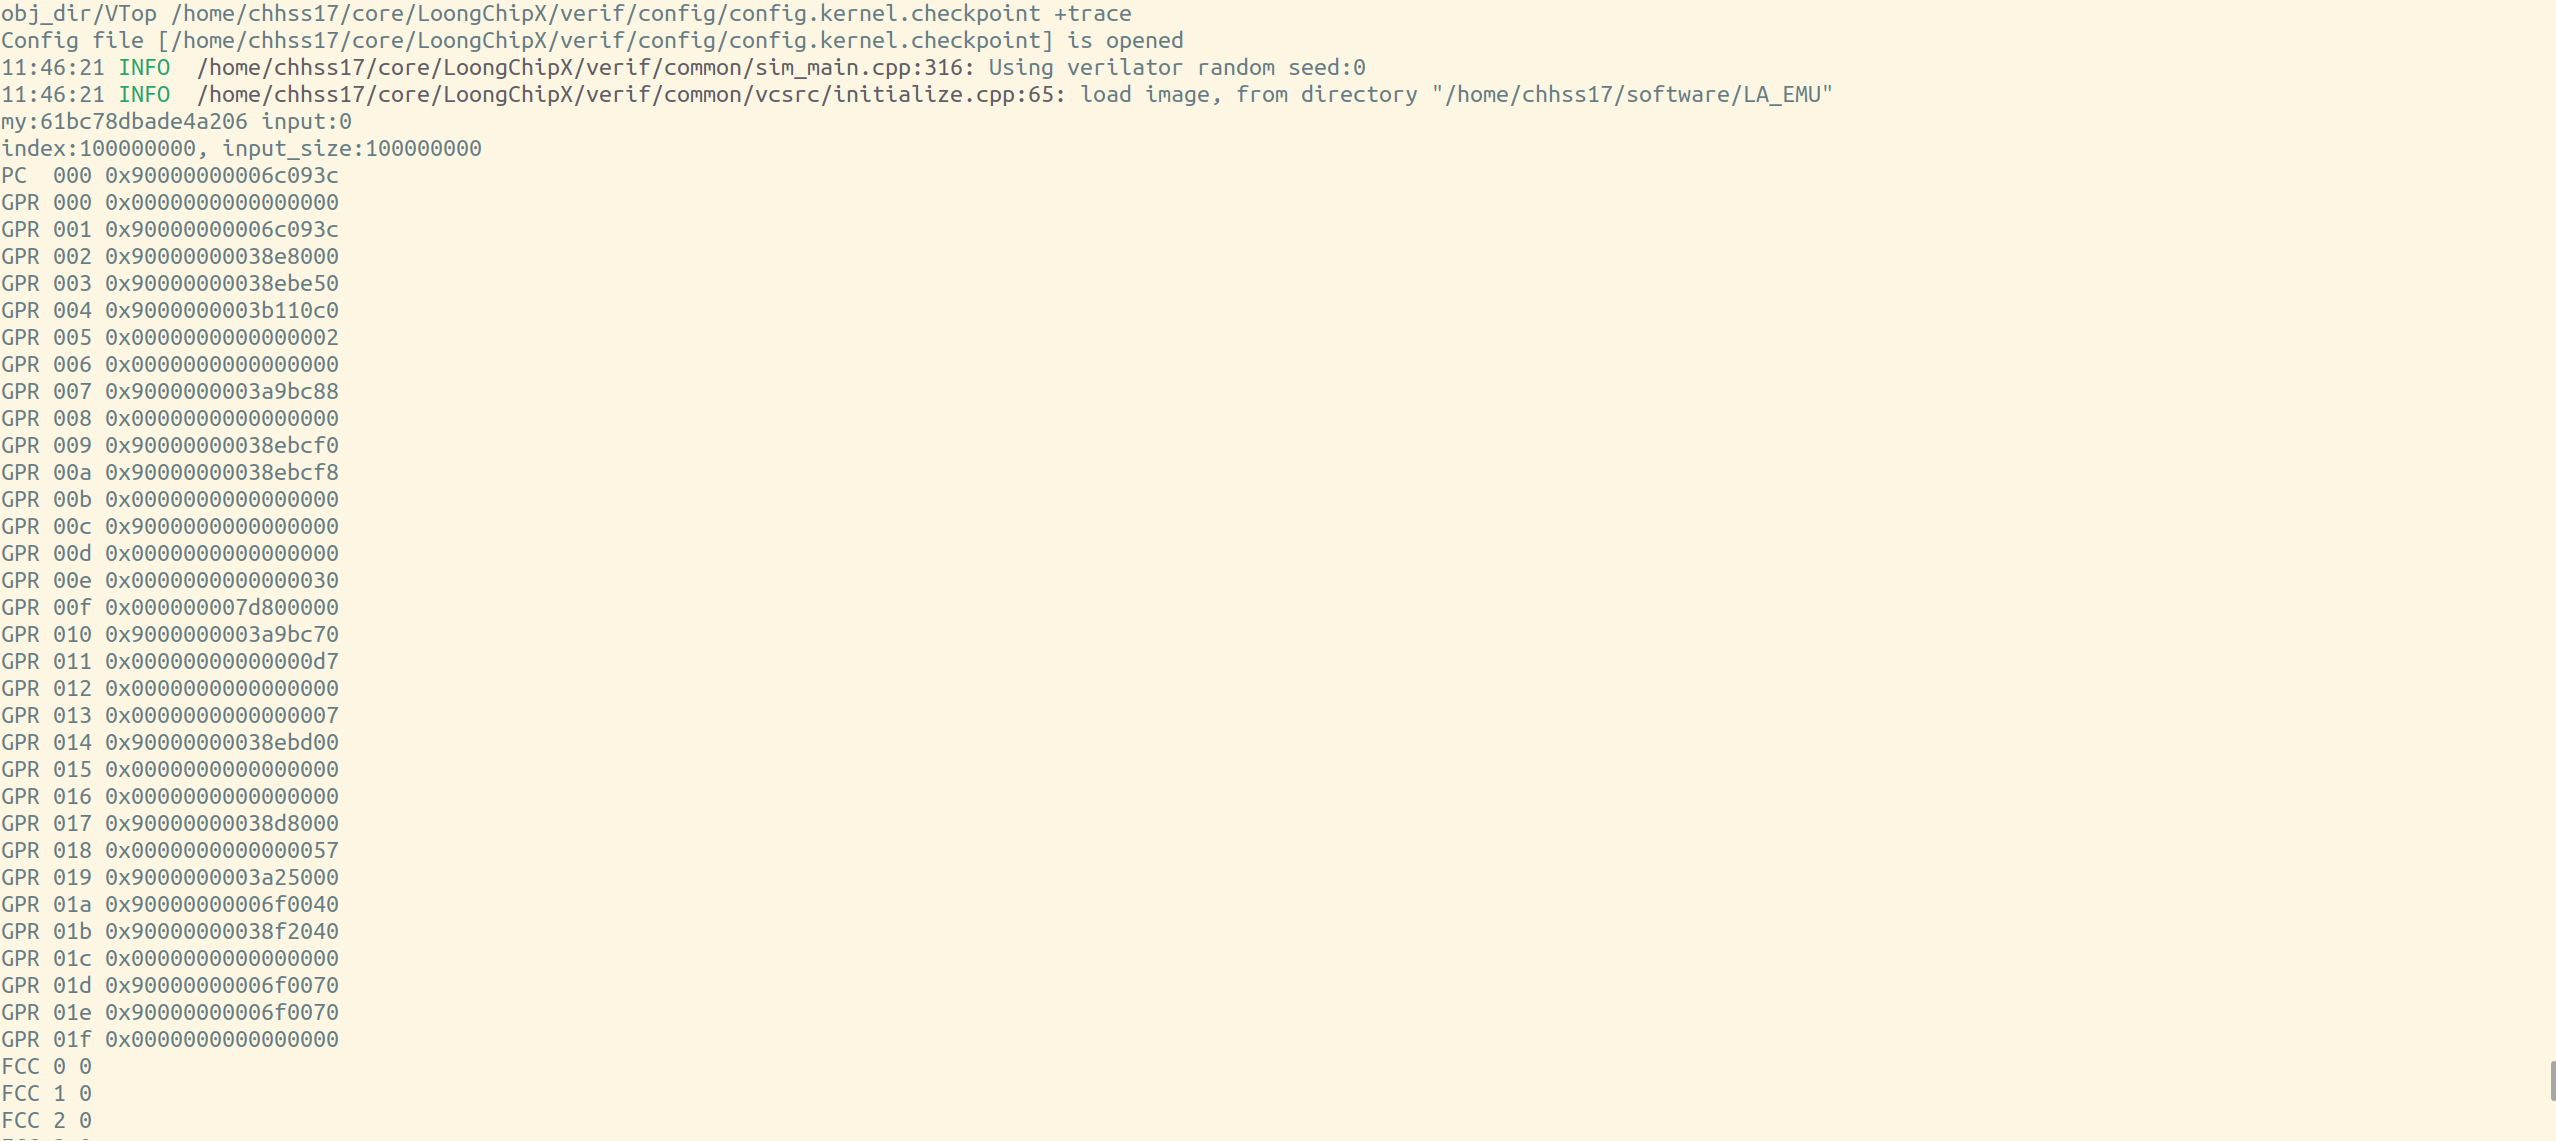 obj_dir/VTop /home/chhss17/core/LoongChipX/verif/config/config.kernel.checkpoint +trace
Config file [/home/chhss17/core/LoongChipX/verif/config/config.kernel.checkpoint] is opened
11:46:21 INFO  /home/chhss17/core/LoongChipX/verif/common/sim_main.cpp:316: Using verilator random seed:0
11:46:21 INFO  /home/chhss17/core/LoongChipX/verif/common/vcsrc/initialize.cpp:65: load image, from directory "/home/chhss17/software/LA_EMU"
my:61bc78dbade4a206 input:0
index:100000000, input_size:100000000
PC  000 0x90000000006c093c
GPR 000 0x0000000000000000
GPR 001 0x90000000006c093c
GPR 002 0x90000000038e8000
GPR 003 0x90000000038ebe50
GPR 004 0x9000000003b110c0
GPR 005 0x0000000000000002
GPR 006 0x0000000000000000
GPR 007 0x9000000003a9bc88
GPR 008 0x0000000000000000
GPR 009 0x90000000038ebcf0
GPR 00a 0x90000000038ebcf8
GPR 00b 0x0000000000000000
GPR 00c 0x9000000000000000
GPR 00d 0x0000000000000000
GPR 00e 0x0000000000000030
GPR 00f 0x000000007d800000
GPR 010 0x9000000003a9bc70
GPR 011 0x00000000000000d7
GPR 012 0x0000000000000000
GPR 013 0x0000000000000007
GPR 014 0x90000000038ebd00
GPR 015 0x0000000000000000
GPR 016 0x0000000000000000
GPR 017 0x90000000038d8000
GPR 018 0x0000000000000057
GPR 019 0x9000000003a25000
GPR 01a 0x90000000006f0040
GPR 01b 0x90000000038f2040
GPR 01c 0x0000000000000000
GPR 01d 0x90000000006f0070
GPR 01e 0x90000000006f0070
GPR 01f 0x0000000000000000
FCC 0 0
FCC 1 0
FCC 2 0